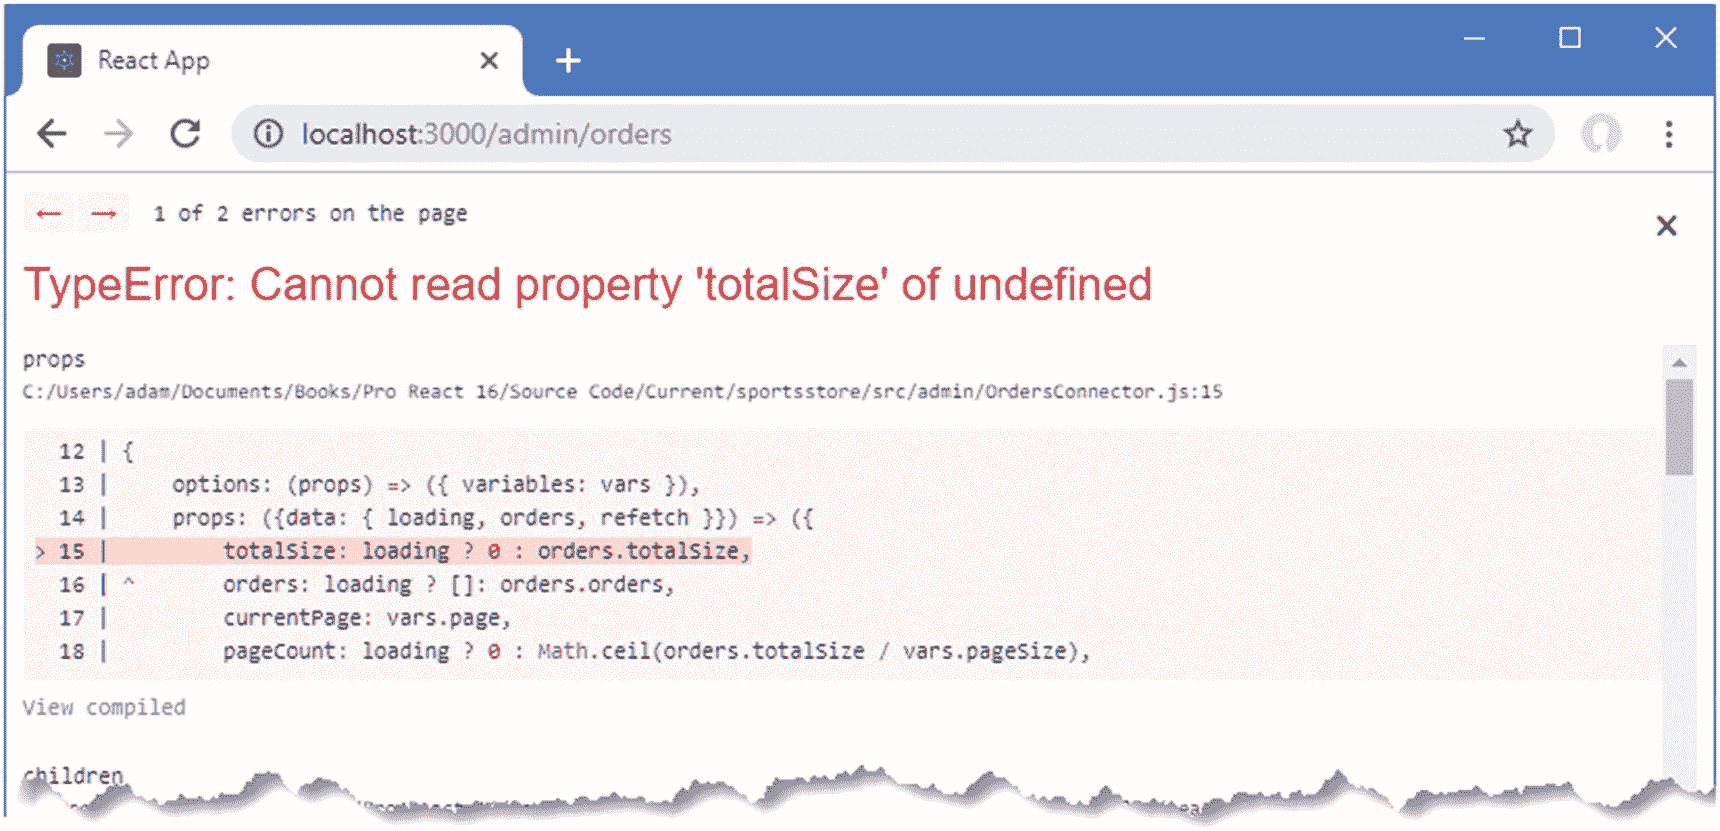 React App
localhost:3000/admin/orders
1 of 2 errors on the page
TypeError: Cannot read property 'totalSize' of undefined
props
C:/Users/adam/Documents/Books/Pro React 16/Source Code/Current/sportsstore/src/admin/OrdersConnector.js:15
12 | {
13 |     options: (props) => ({ variables: vars }),
14 |     props: ({data: { loading, orders, refetch }}) => ({
> 15 |         totalSize: loading ? 0 : orders.totalSize,
16 | ^       orders: loading ? []: orders.orders,
17 |         currentPage: vars.page,
18 |         pageCount: loading ? 0 : Math.ceil(orders.totalSize / vars.pageSize),
View compiled
children